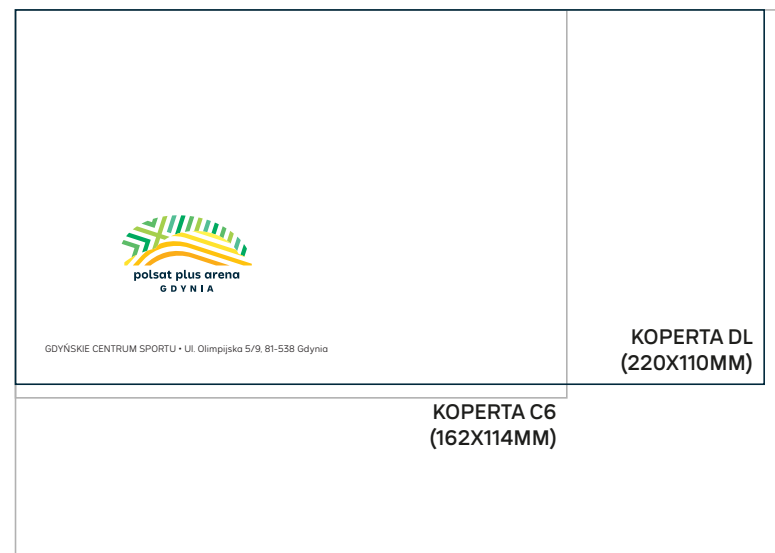 polsat plus arena
GDYNIA
GDYŃSKIE CENTRUM SPORTU • Ul. Olimpijska 5/9, 81-538 Gdynia
KOPERTA DL
(220X110MM)
KOPERTA C6
(162X114MM)